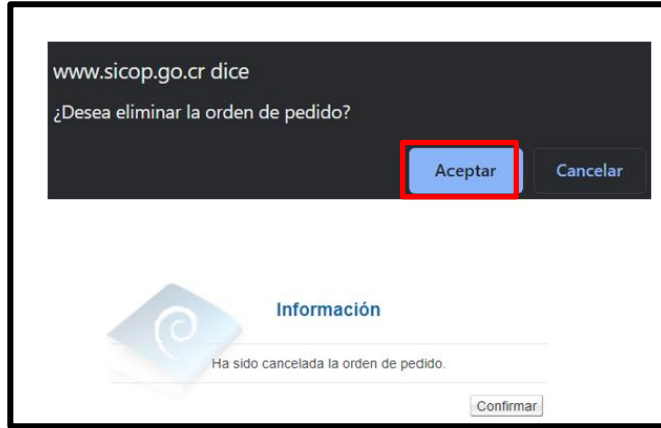 www.sicop.go.cr dice
¿Desea eliminar la orden de pedido?
Aceptar Cancelar
Información
Ha sido cancelada la orden de pedido.
Confirmar